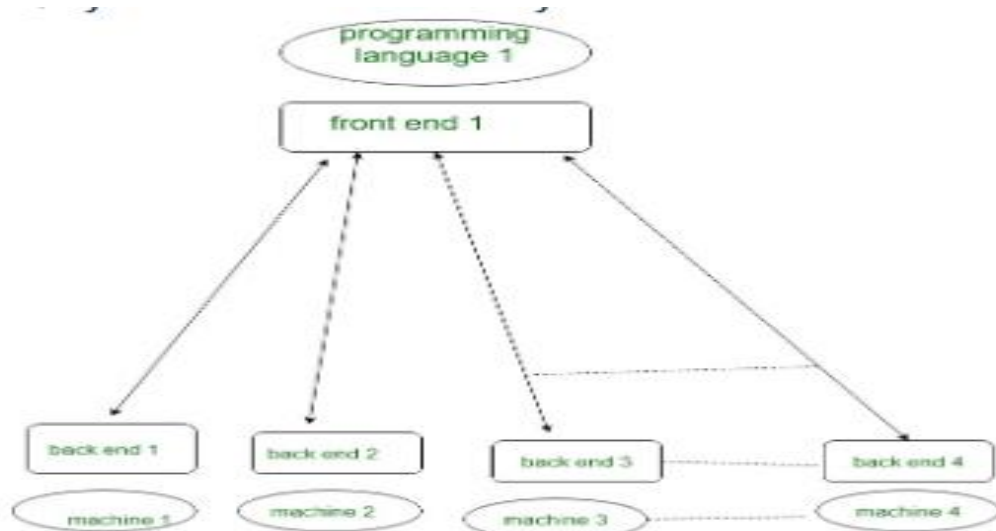 programming
language 1
front end 1
back end 1
back end 2
back end 3
back end 4
machine 1
machine 2
machine 3
machine 4